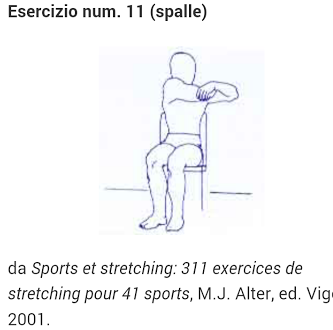 Esercizio num. 11 (spalle)
da Sports et stretching: 311 exercices de
stretching pour 41 sports, M.J. Alter, ed. Vig
2001.